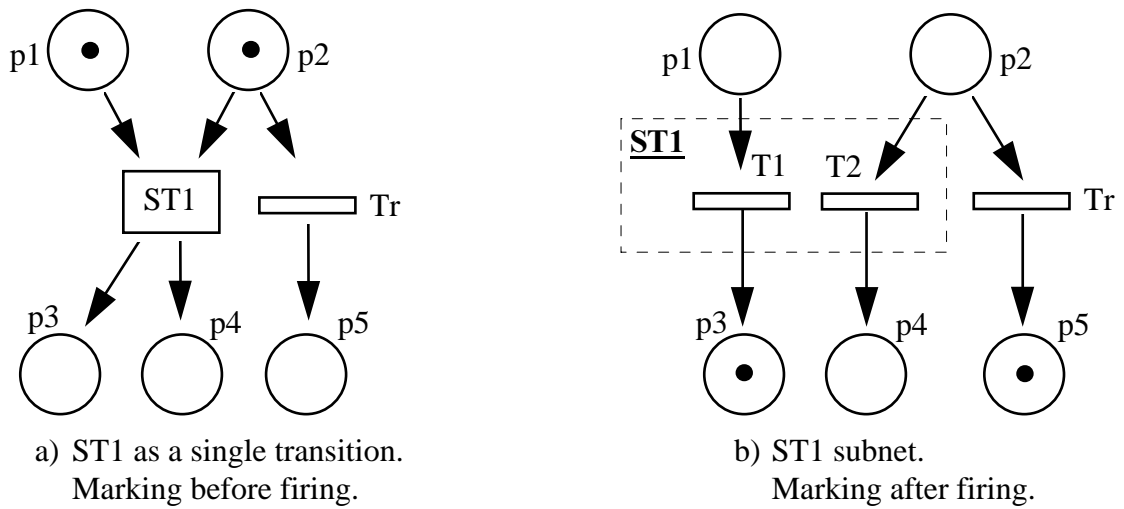 p1
p2
ST1
Tr
p3
p4
p5
a) ST1 as a single transition.
Marking before firing.
p1
p2
ST1
T1
T2
Tr
p3
p4
p5
b) ST1 subnet.
Marking after firing.